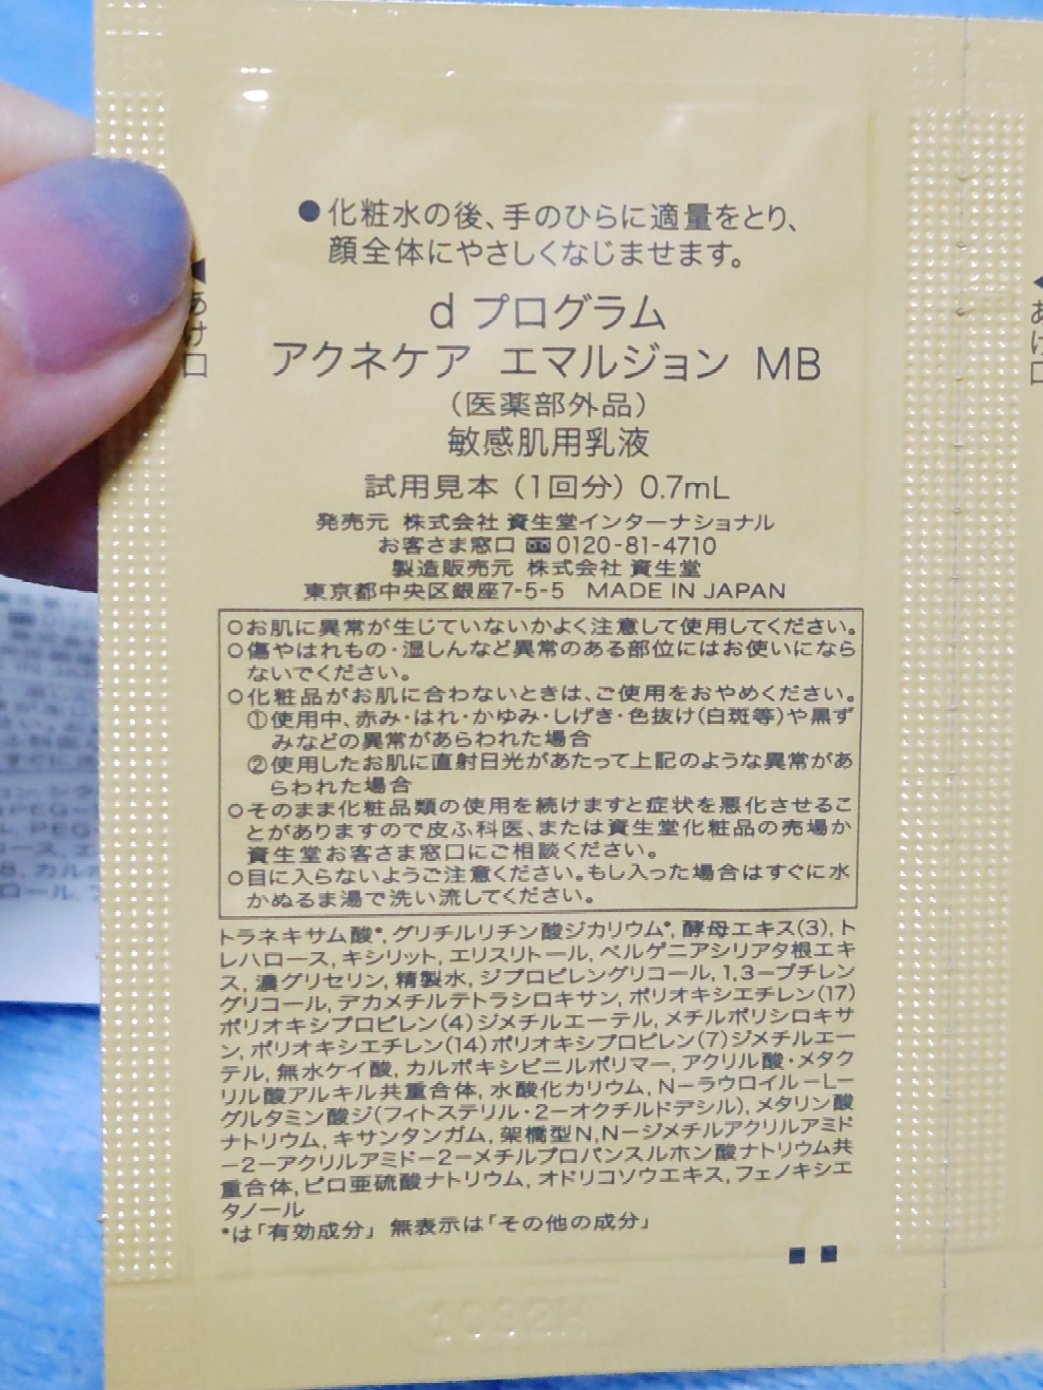 ●化粧水の後、手のひらに適量をとり、
顔全体にやさしくなじませます。
あけ口
d プログラム
アクネケア エマルジョン MB
（医薬部外品）
敏感肌用乳液
試用見本（1回分）0.7mL
発売元 株式会社 資生堂インターナショナル
お客さま窓口 0120-81-4710
製造販売元 株式会社 資生堂
東京都中央区銀座7-5-5 MADE IN JAPAN
○お肌に異常が生じていないかよく注意して使用してください。
○傷やはれもの・湿しんなど異常のある部位にはお使いになら
ないでください。
○化粧品がお肌に合わないときは、ご使用をおやめください。
①使用中、赤み・はれ・かゆみ・しげき・色抜け（白斑等）や黒ず
みなどの異常があらわれた場合
②使用したお肌に直射日光があたって上記のような異常があ
らわれた場合
○そのまま化粧品類の使用を続けますと症状を悪化させるこ
とがありますので皮ふ科医、または資生堂化粧品の売場か
資生堂お客さま窓口にご相談ください。
○目に入らないようご注意ください。もし入った場合はすぐに水
かぬるま湯で洗い流してください。
トラネキサム酸*, グリチルリチン酸ジカリウム*, 酵母エキス(3), ト
レハロース, キシリット, エリスリトール, ベルゲニアシリアタ根エキ
ス, 濃グリセリン, 精製水, ジプロピレングリコール, 1,3－ブチレン
グリコール, デカメチルテトラシロキサン, ポリオキシエチレン(17)
ポリオキシプロピレン(4)ジメチルエーテル, メチルポリシロキサ
ン, ポリオキシエチレン(14)ポリオキシプロピレン(7)ジメチルエー
テル, 無水ケイ酸, カルボキシビニルポリマー, アクリル酸・メタク
リル酸アルキル共重合体, 水酸化カリウム, N－ラウロイル－L－
グルタミン酸ジ(フィトステリル・2－オクチルドデシル), メタリン酸
ナトリウム, キサンタンガム, 架橋型N,N－ジメチルアクリルアミド
－2－アクリルアミド－2－メチルプロパンスルホン酸ナトリウム共
重合体, ピロ亜硫酸ナトリウム, オドリコソウエキス, フェノキシエ
タノール
*は「有効成分」 無表示は「その他の成分」